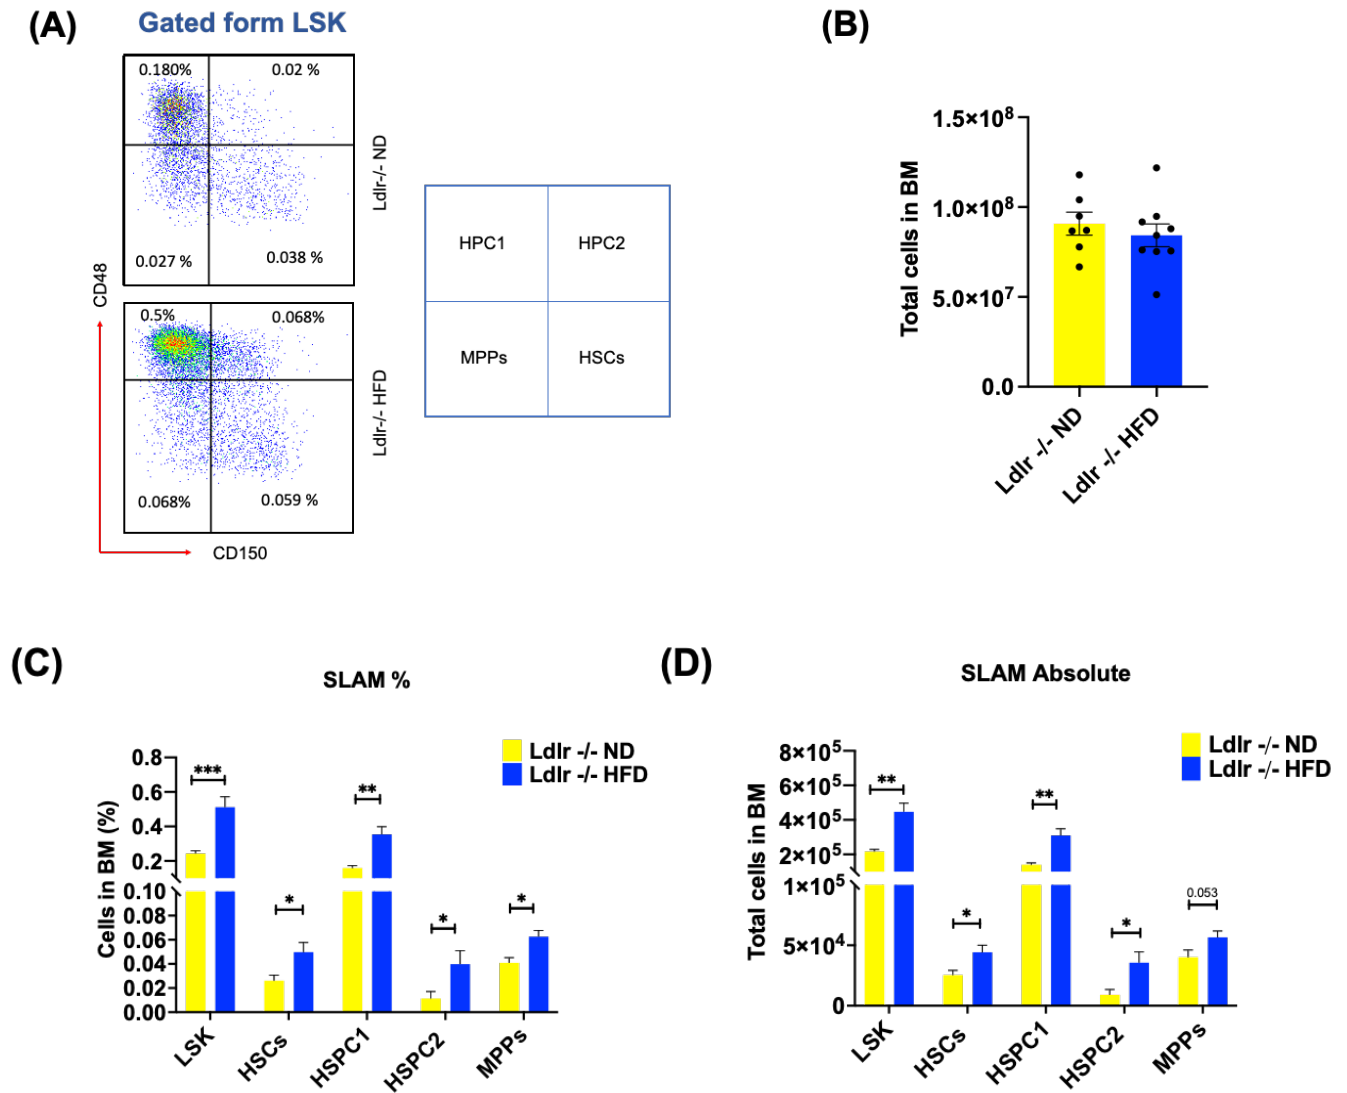 (A)
Gated form LSK
0.180%
0.02 %
0.027 %
0.038 %
Ldlr-/- ND
0.5%
0.068%
0.068%
0.059 %
Ldlr-/- HFD
CD48
CD150
HPC1
HPC2
MPPs
HSCs
(B)
Total cells in BM
1.5×10⁸
1.0×10⁸
5.0×10⁷
0.0
Ldlr -/- ND
Ldlr -/- HFD
(C)
SLAM %
Ldlr -/- ND
Ldlr -/- HFD
Cells in BM (%)
0.8
0.6
0.4
0.2
0.10
0.08
0.06
0.04
0.02
0.00
***
*
**
*
*
LSK
HSCs
HSPC1
HSPC2
MPPs
(D)
SLAM Absolute
Ldlr -/- ND
Ldlr -/- HFD
Total cells in BM
8×10⁵
6×10⁵
4×10⁵
2×10⁵
1×10⁵
5×10⁴
0
**
*
**
*
0.053
LSK
HSCs
HSPC1
HSPC2
MPPs